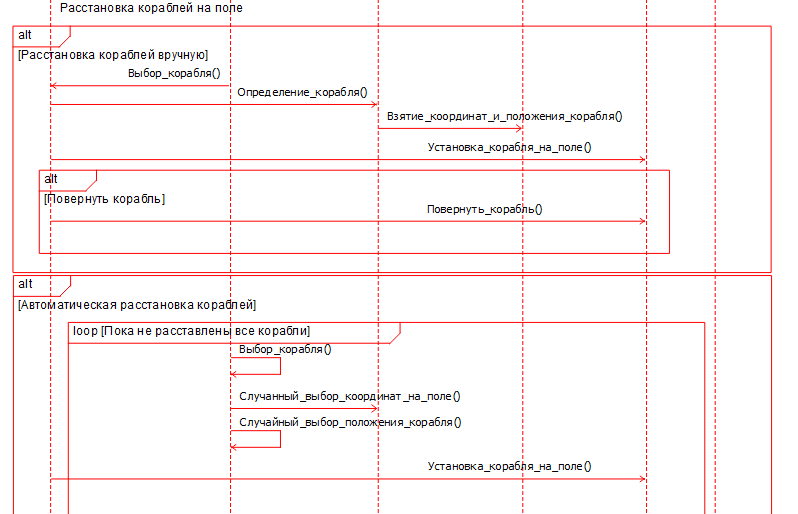 Расстановка кораблей на поле
alt
[Расстановка кораблей вручную]
Выбор_корабля()
Определение_корабля()
Взятие_координат_и_положения_корабля()
Установка_корабля_на_поле()
alt
[Повернуть корабль]
Повернуть_корабль()
alt
[Автоматическая расстановка кораблей]
loop [Пока не расставлены все корабли]
Выбор_корабля()
Случанный_выбор_координат_на_поле()
Случайный_выбор_положения_корабля()
Установка_корабля_на_поле()